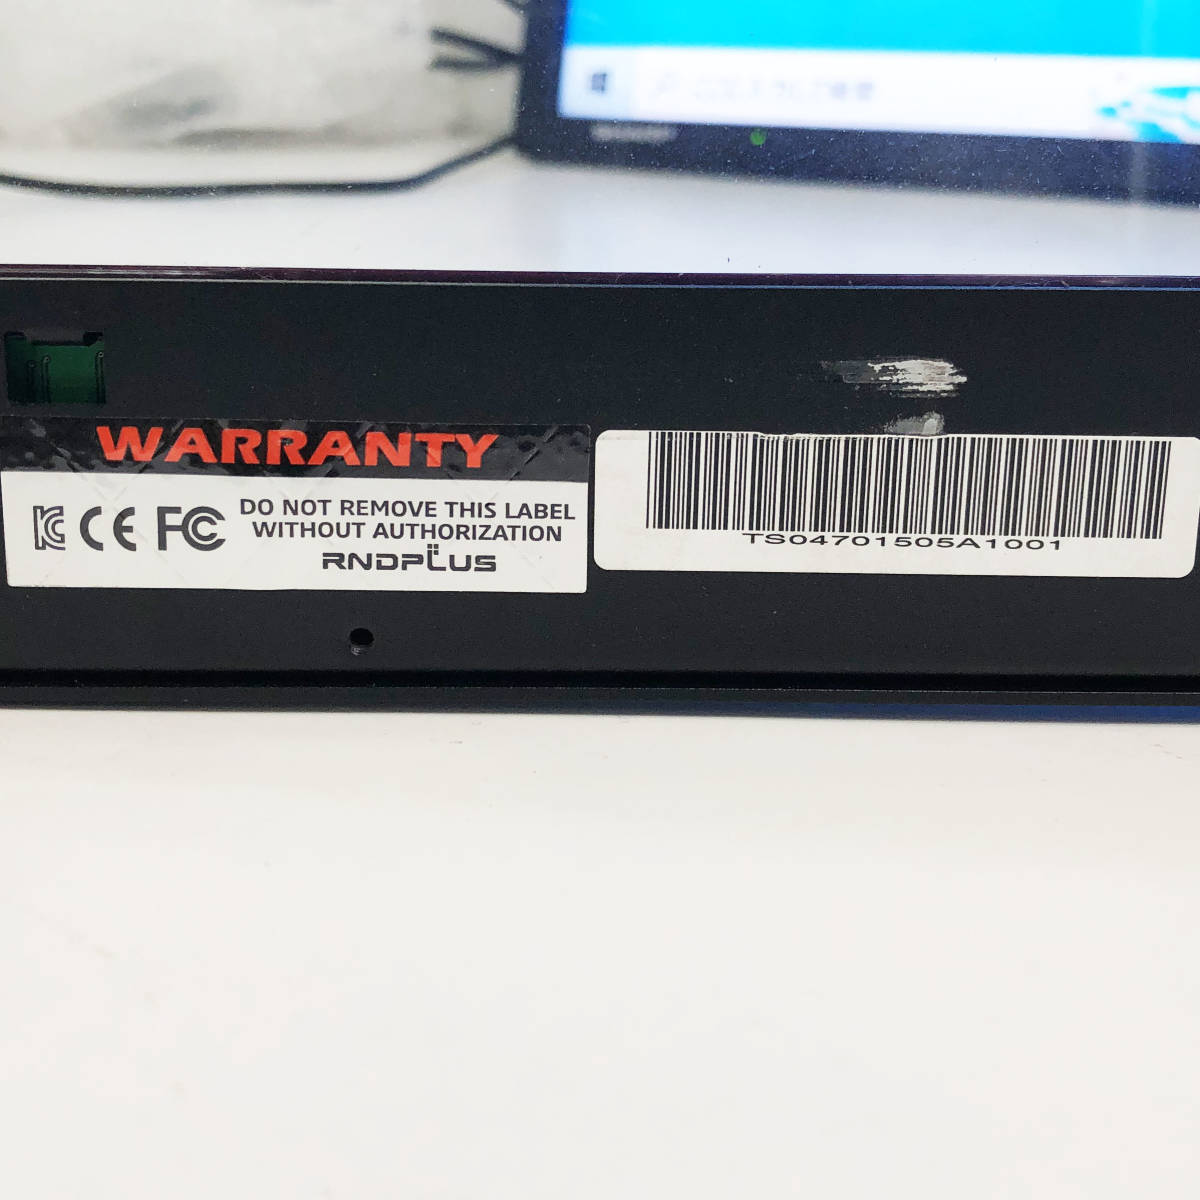 WARRANTY
DO NOT REMOVE THIS LABEL
WITHOUT AUTHORIZATION
RNDPLUS
TS04701505A1001